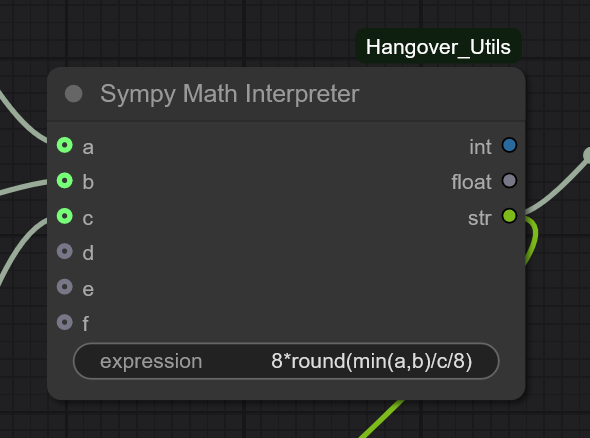 Hangover_Utils
Sympy Math Interpreter
a int
b float
c str
d
e
f
expression 8*round(min(a,b)/c/8)